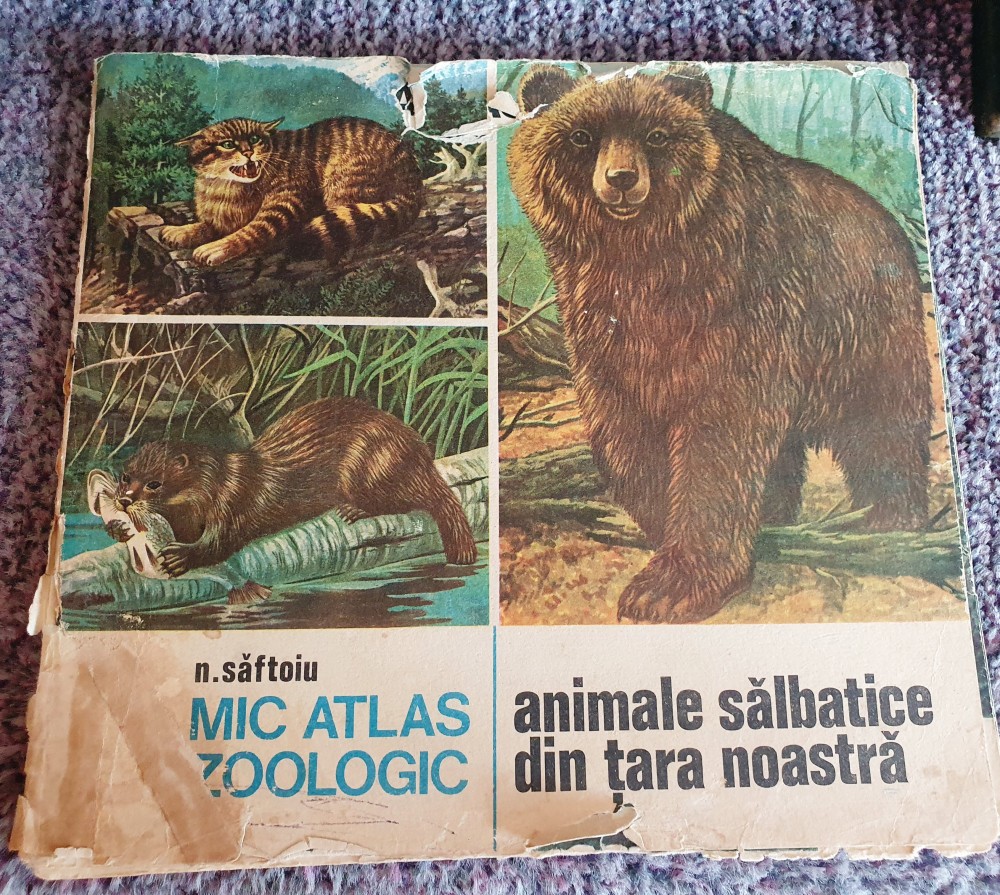 n.săftoiu
MIC ATLAS
ZOOLOGIC
animale sălbatice
din țara noastră